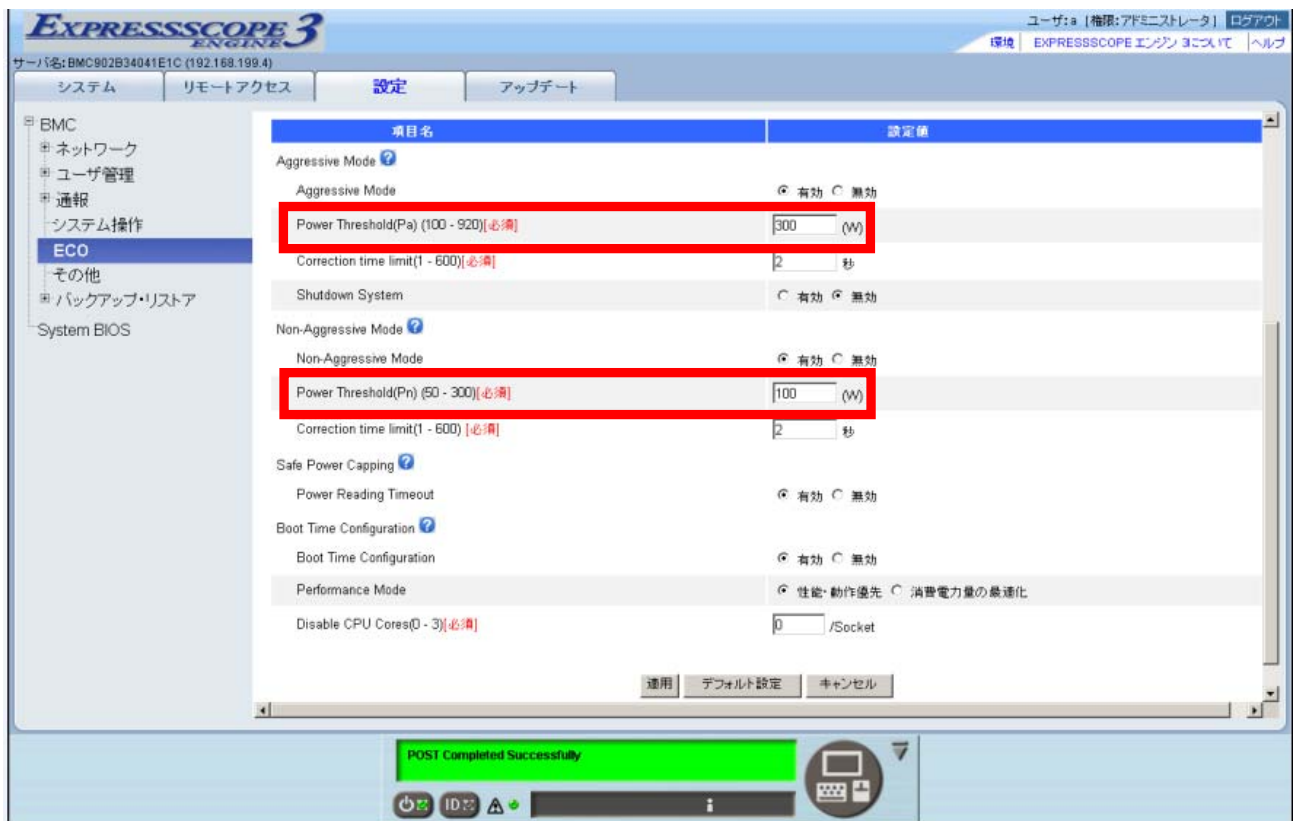 EXPRESSSCOPE 3
ENGINE
ユーザ:a [権限:アドミニストレータ] ログアウト
環境 EXPRESSSCOPE エンジン 3について ヘルプ
サーバ名:BMC902B34041E1C (192.168.199.4)
システム リモートアクセス 設定 アップデート
BMC
ネットワーク
ユーザ管理
通報
システム操作
ECO
その他
バックアップ・リストア
System BIOS
項目名 設定値
Aggressive Mode ?
Aggressive Mode 有効 無効
Power Threshold(Pa) (100 - 920)[必須] 300 (W)
Correction time limit(1 - 600)[必須] 2 秒
Shutdown System 有効 無効
Non-Aggressive Mode ?
Non-Aggressive Mode 有効 無効
Power Threshold(Pn) (50 - 300)[必須] 100 (W)
Correction time limit(1 - 600) [必須] 2 秒
Safe Power Capping ?
Power Reading Timeout 有効 無効
Boot Time Configuration ?
Boot Time Configuration 有効 無効
Performance Mode 性能・動作優先 消費電力量の最適化
Disable CPU Cores(0 - 3)[必須] 0 /Socket
適用 デフォルト設定 キャンセル
POST Completed Successfully
ID